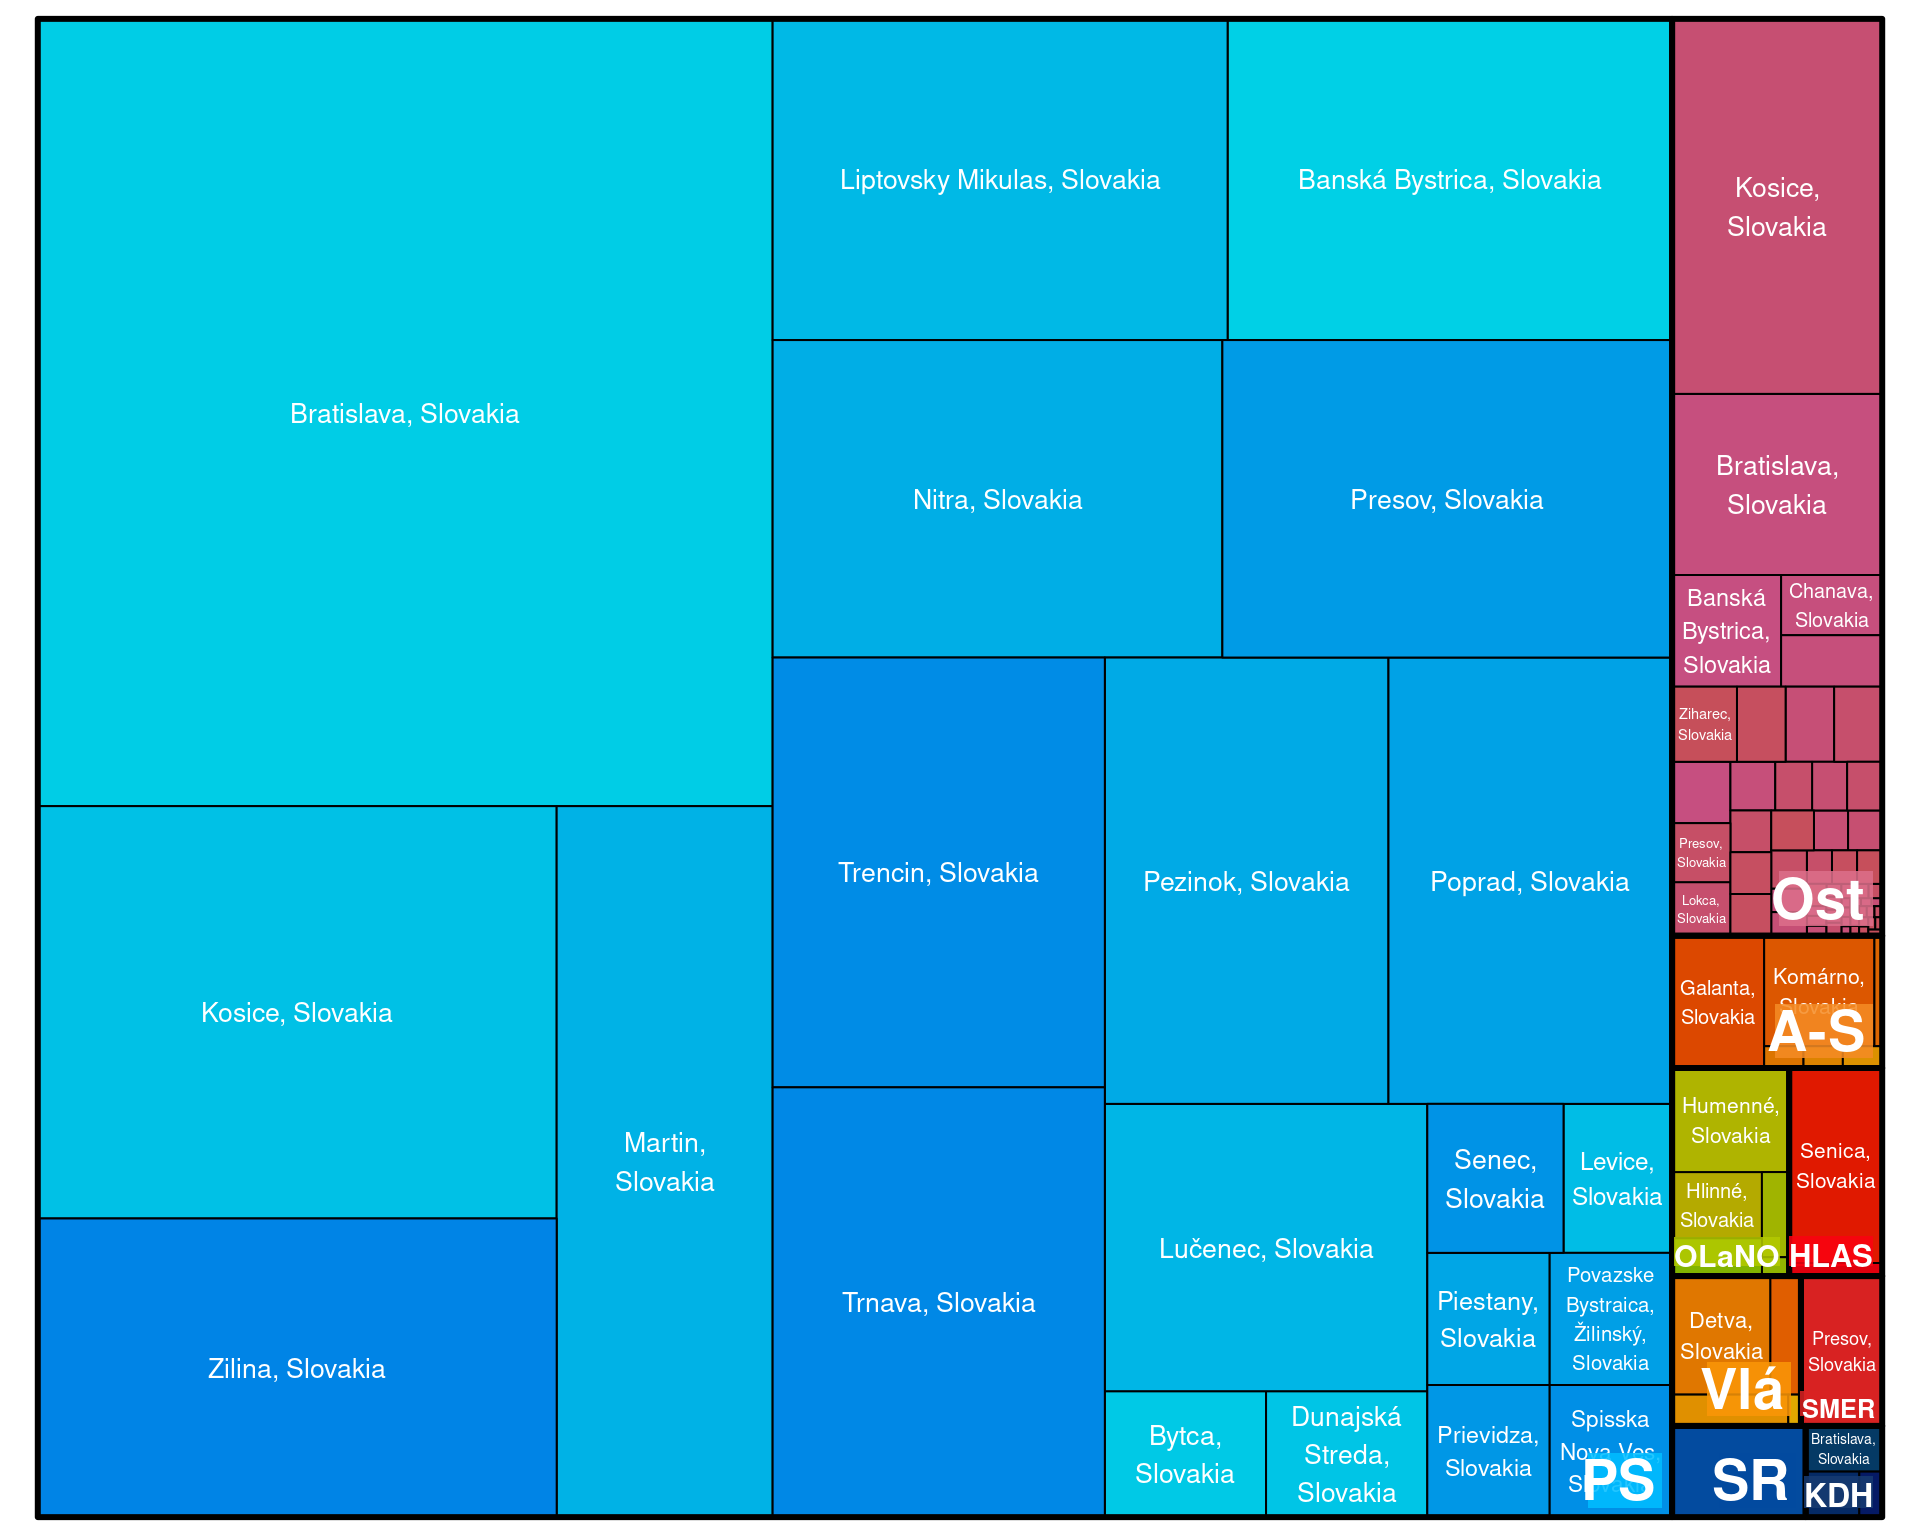 Bratislava, Slovakia
Liptovsky Mikulas, Slovakia
Banská Bystrica, Slovakia
Nitra, Slovakia
Presov, Slovakia
Kosice, Slovakia
Martin,
Slovakia
Zilina, Slovakia
Trencin, Slovakia
Pezinok, Slovakia
Poprad, Slovakia
Trnava, Slovakia
Lučenec, Slovakia
Senec,
Slovakia
Levice,
Slovakia
Piestany,
Slovakia
Povazske
Bystraica,
Žilinský,
Slovakia
Bytca,
Slovakia
Dunajská
Streda,
Slovakia
Prievidza,
Slovakia
Spisska
Nova Ves,
PS
Kosice,
Slovakia
Bratislava,
Slovakia
Banská
Bystrica,
Slovakia
Chanava,
Slovakia
Ziharec,
Slovakia
Presov,
Slovakia
Lokca,
Slovakia
Ost
Galanta,
Slovakia
Komárno,
Slovakia
A-S
Humenné,
Slovakia
Hlinné,
Slovakia
OLaNO
Senica,
Slovakia
HLAS
Detva,
Slovakia
Vlá
Presov,
Slovakia
SMER
SR
Bratislava,
Slovakia
KDH